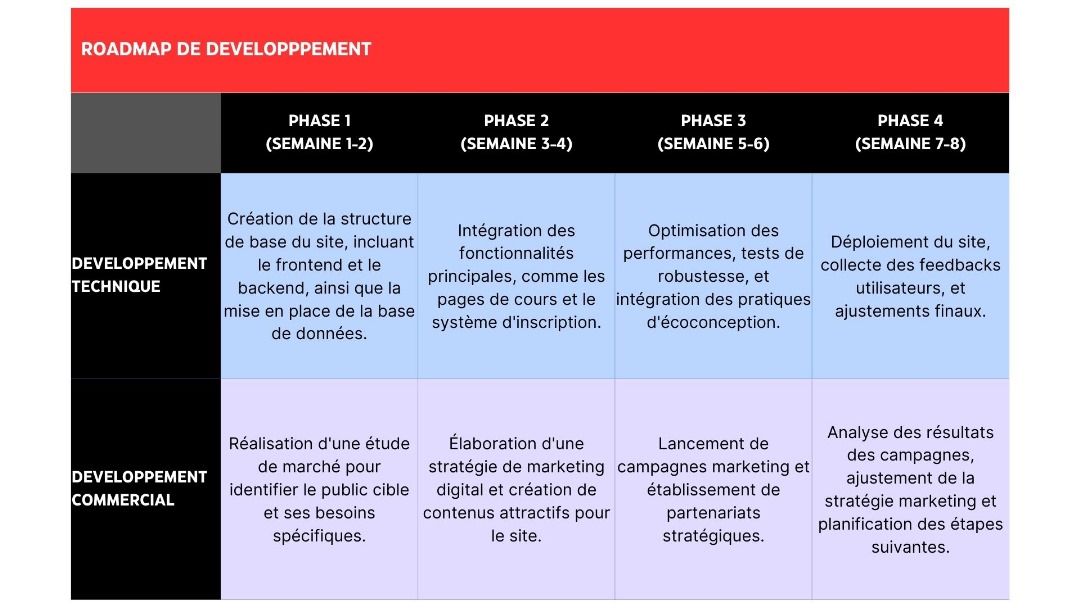 ROADMAP DE DEVELOPPPEMENT
PHASE 1
(SEMAINE 1-2)
PHASE 2
(SEMAINE 3-4)
PHASE 3
(SEMAINE 5-6)
PHASE 4
(SEMAINE 7-8)
DEVELOPPEMENT
TECHNIQUE
Création de la structure
de base du site, incluant
le frontend et le
backend, ainsi que la
mise en place de la base
de données.
Intégration des
fonctionnalités
principales, comme les
pages de cours et le
système d'inscription.
Optimisation des
performances, tests de
robustesse, et
intégration des pratiques
d'écoconception.
Déploiement du site,
collecte des feedbacks
utilisateurs, et
ajustements finaux.
DEVELOPPEMENT
COMMERCIAL
Réalisation d'une étude
de marché pour
identifier le public cible
et ses besoins
spécifiques.
Élaboration d'une
stratégie de marketing
digital et création de
contenus attractifs pour
le site.
Lancement de
campagnes marketing et
établissement de
partenariats
stratégiques.
Analyse des résultats
des campagnes,
ajustement de la
stratégie marketing et
planification des étapes
suivantes.